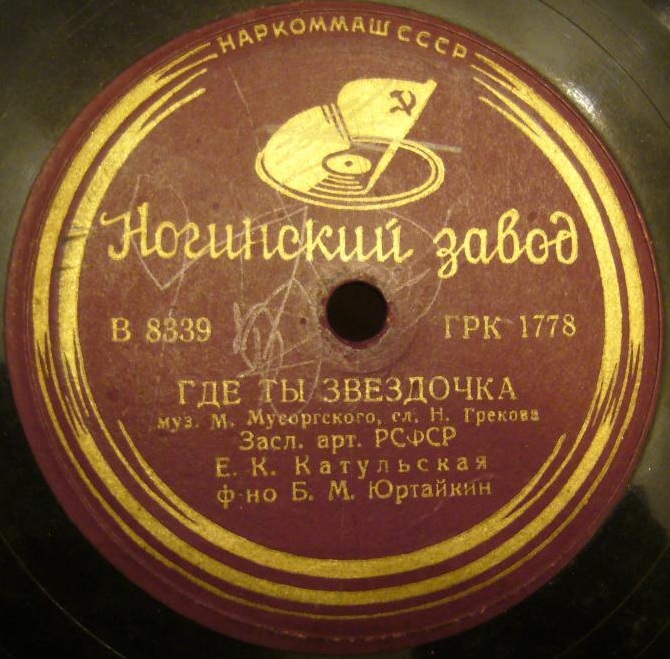 НАРКОММАШ СССР
Ногинский завод
В 8339 ГРК 1778
ГДЕ ТЫ ЗВЕЗДОЧКА
муз. М. Мусоргского, сл. Н. Грекова
Засл. арт. РСФСР
Е. К. Катульская
ф-но Б. М. Юртайкин